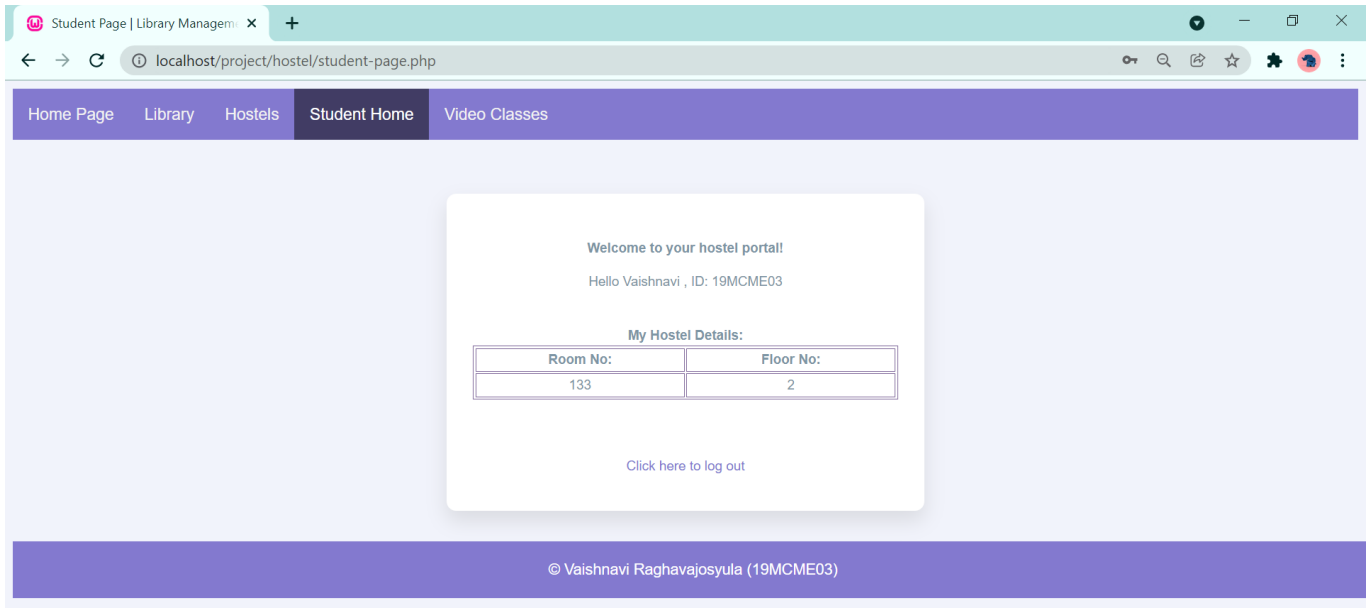 Student Page | Library Managem
localhost/project/hostel/student-page.php
Home Page Library Hostels Student Home Video Classes
Welcome to your hostel portal!
Hello Vaishnavi , ID: 19MCME03
My Hostel Details:
Room No: Floor No:
133 2
Click here to log out
© Vaishnavi Raghavajosyula (19MCME03)